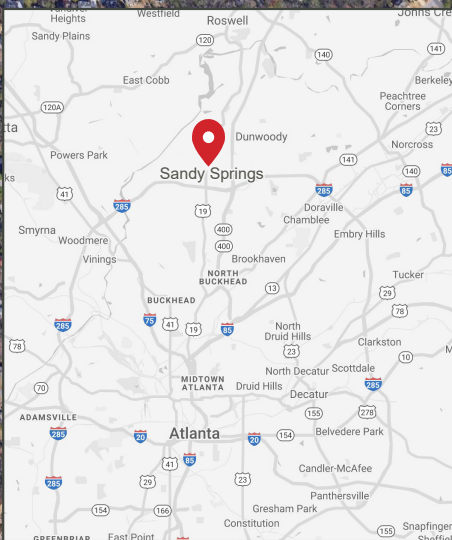 Heights
Westfield
Roswell
Sandy Plains
120
140
141
East Cobb
Berkeley
Peachtree
Corners
120A
23
Dunwoody
Norcross
Powers Park
141
140
85
Sandy Springs
ks
41
285
285
85
19
Doraville
Chamblee
Smyrna
400
Embry Hills
Woodmere
400
Vinings
Brookhaven
NORTH
BUCKHEAD
Tucker
13
29
BUCKHEAD
78
285
75
41
19
85
North
Druid Hills
78
23
Clarkston
10
North Decatur
Scottdale
MIDTOWN
ATLANTA
Druid Hills
285
70
Decatur
ADAMSVILLE
155
278
285
20
Atlanta
20
154
Belvedere Park
41
85
Candler-McAfee
285
29
23
Panthersville
154
166
Gresham Park
Constitution
155
Snapfinger
GREENBRIAR
East Point